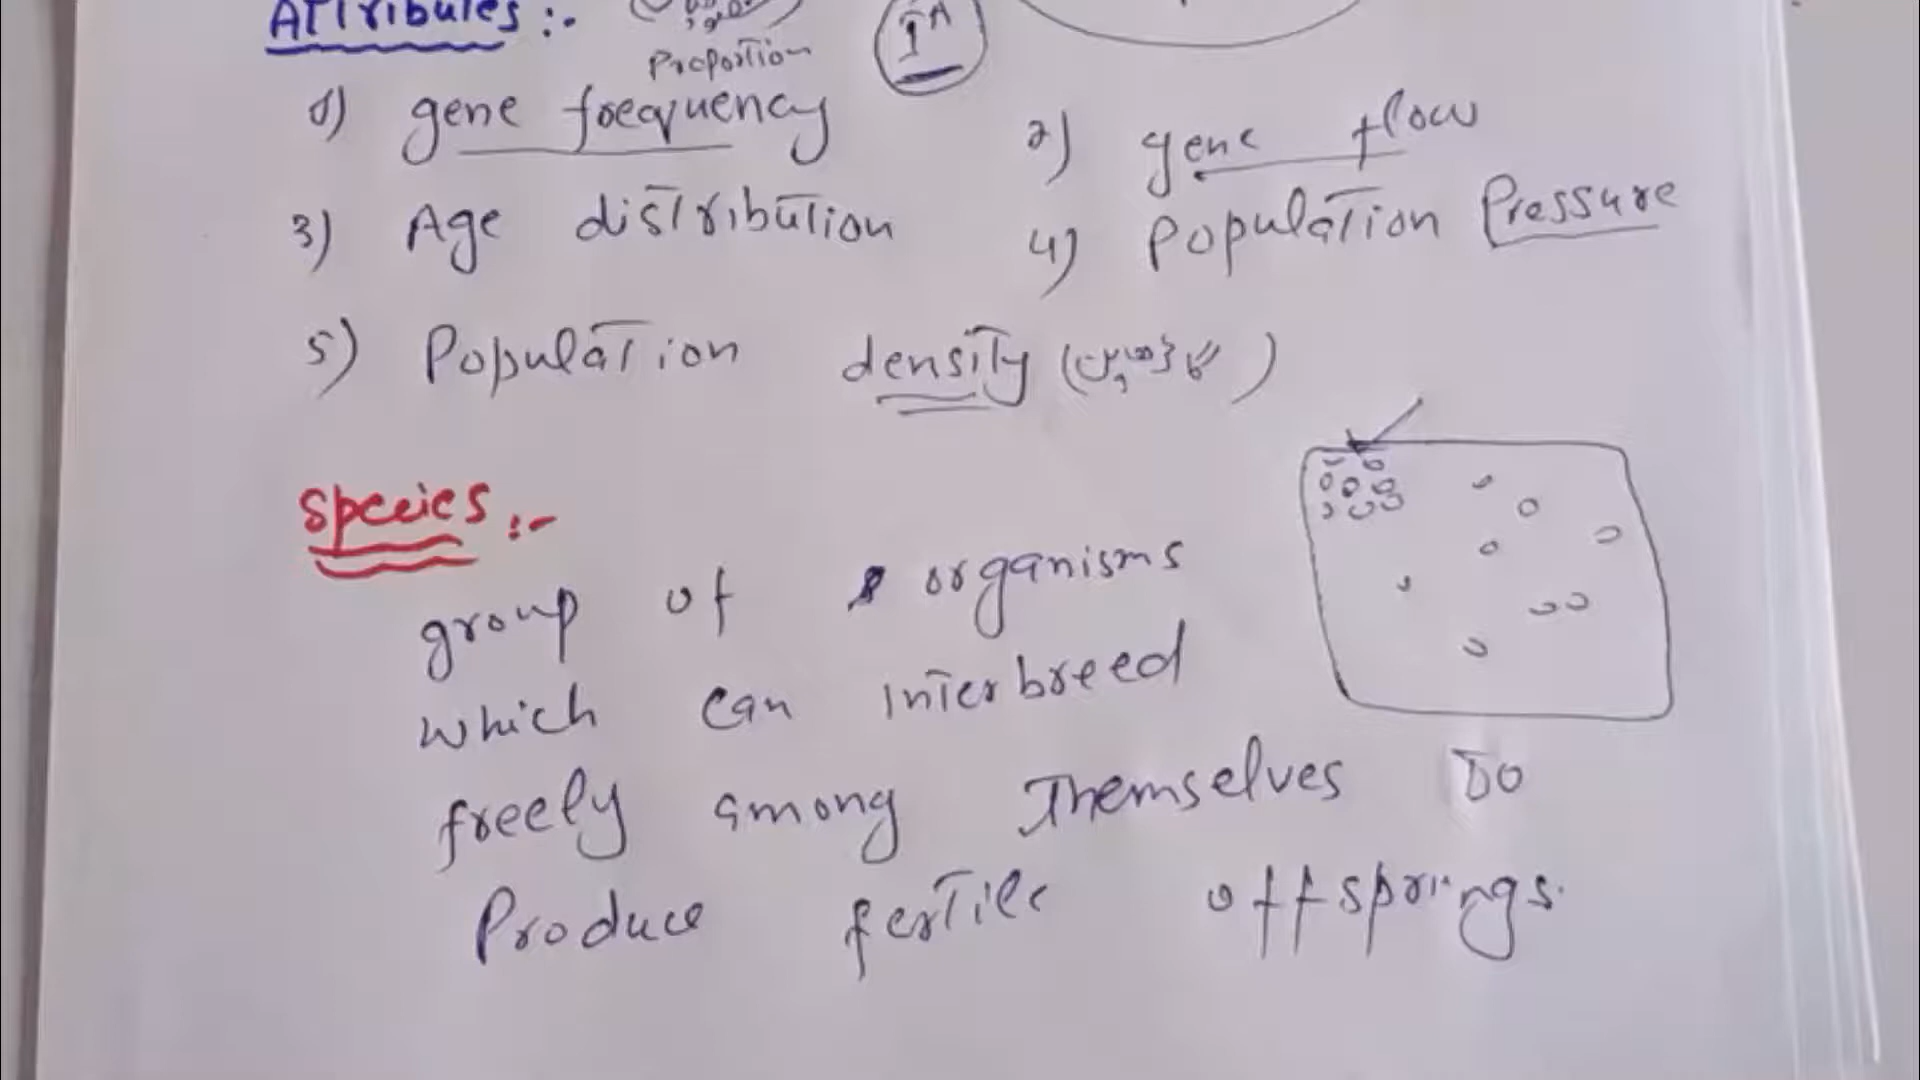 Attributes :-
Proportion
I^A
1) gene frequency
2) gene flow
3) Age distribution
4) Population Pressure
5) Population density
Species :-
group of organisms
which can interbreed
freely among Themselves to
Produce fertile offsprings.